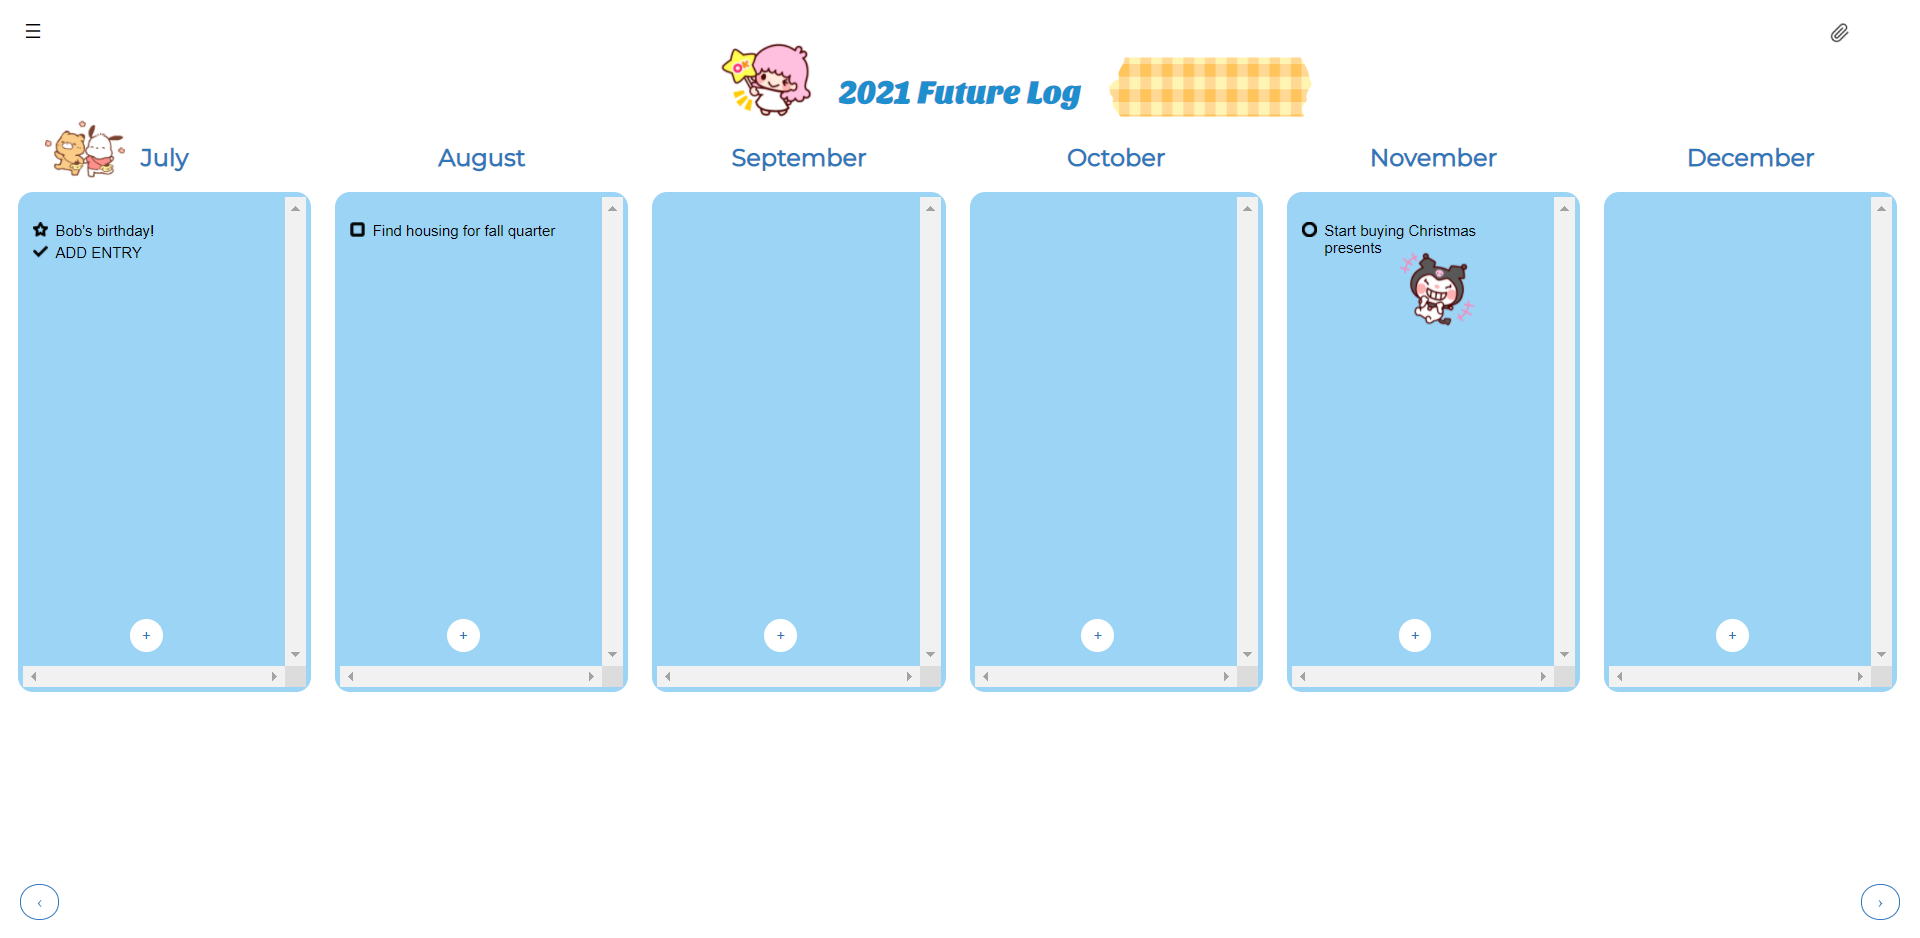 2021 Future Log
July
August
September
October
November
December
Bob's birthday!
ADD ENTRY
Find housing for fall quarter
Start buying Christmas
presents
+
+
+
+
+
+
‹
›